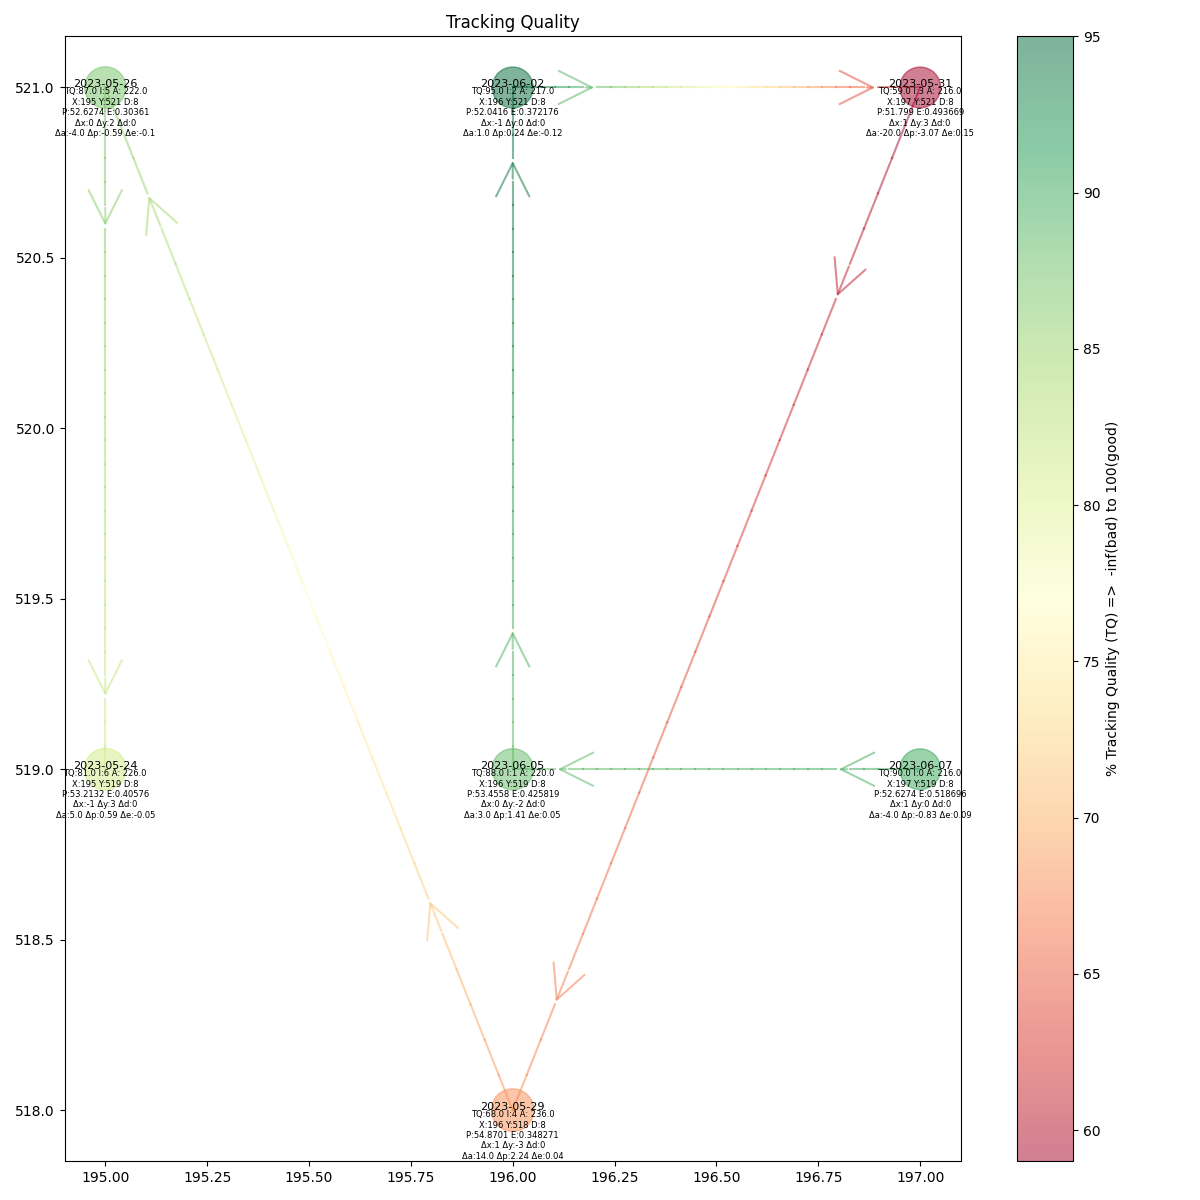 Tracking Quality
2023-05-26
TQ:87.0 I:5 A: 222.0
X:195 Y:521 D:8
P:52.6274 E:0.30361
Δx:0 Δy:2 Δd:0
Δa:-4.0 Δp:-0.59 Δe:-0.1
2023-06-02
TQ:95.0 I:2 A: 217.0
X:196 Y:521 D:8
P:52.0416 E:0.372176
Δx:-1 Δy:0 Δd:0
Δa:1.0 Δp:0.24 Δe:-0.12
2023-05-31
TQ:59.0 I:3 A: 216.0
X:197 Y:521 D:8
P:51.799 E:0.493669
Δx:1 Δy:3 Δd:0
Δa:-20.0 Δp:-3.07 Δe:0.15
2023-05-24
TQ:81.0 I:6 A: 226.0
X:195 Y:519 D:8
P:53.2132 E:0.40576
Δx:-1 Δy:3 Δd:0
Δa:5.0 Δp:0.59 Δe:-0.05
2023-06-05
TQ:88.0 I:1 A: 220.0
X:196 Y:519 D:8
P:53.4558 E:0.425819
Δx:0 Δy:-2 Δd:0
Δa:3.0 Δp:1.41 Δe:0.05
2023-06-07
TQ:90.0 I:0 A: 216.0
X:197 Y:519 D:8
P:52.6274 E:0.518696
Δx:1 Δy:0 Δd:0
Δa:-4.0 Δp:-0.83 Δe:0.09
2023-05-29
TQ:68.0 I:4 A: 236.0
X:196 Y:518 D:8
P:54.8701 E:0.348271
Δx:1 Δy:-3 Δd:0
Δa:14.0 Δp:2.24 Δe:0.04
521.0
520.5
520.0
519.5
519.0
518.5
518.0
195.00
195.25
195.50
195.75
196.00
196.25
196.50
196.75
197.00
95
90
85
80
75
70
65
60
% Tracking Quality (TQ) => -inf(bad) to 100(good)